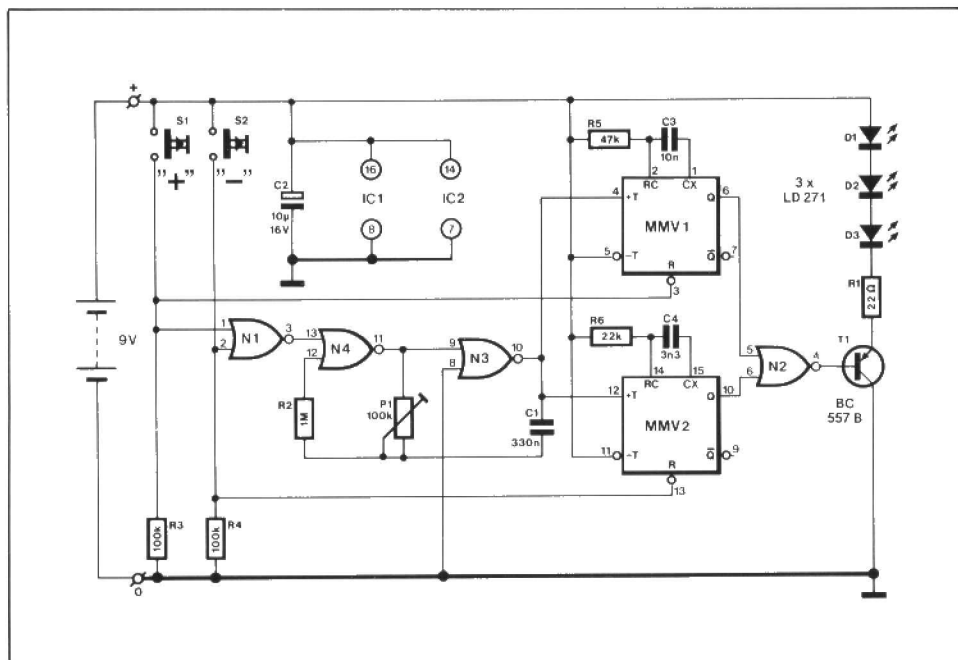 +
S1
S2
"+"
"–"
C2
10µ
16V
16
14
IC1
IC2
8
7
9V
R5
47k
C3
10n
2
1
RC
CX
4
+T
Q
6
MMV1
5
–T
Q̅
7
R
3
3 x
LD 271
D1
D2
D3
R1
22Ω
1
2
N1
3
13
12
N4
11
9
8
N3
10
R2
1M
P1
100k
C1
330n
R6
22k
C4
3n3
14
15
RC
CX
12
+T
Q
10
MMV2
11
–T
Q̅
9
R
13
5
6
N2
4
T1
BC
557 B
R3
100k
R4
100k
0